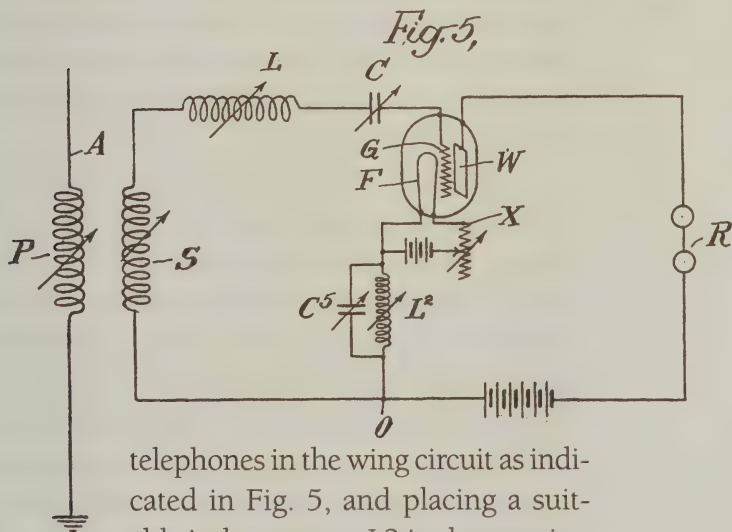 Fig. 5,
L
C
A
G
W
F
X
P
S
R
C⁵
L²
O
telephones in the wing circuit as indi-
cated in Fig. 5, and placing a suit-